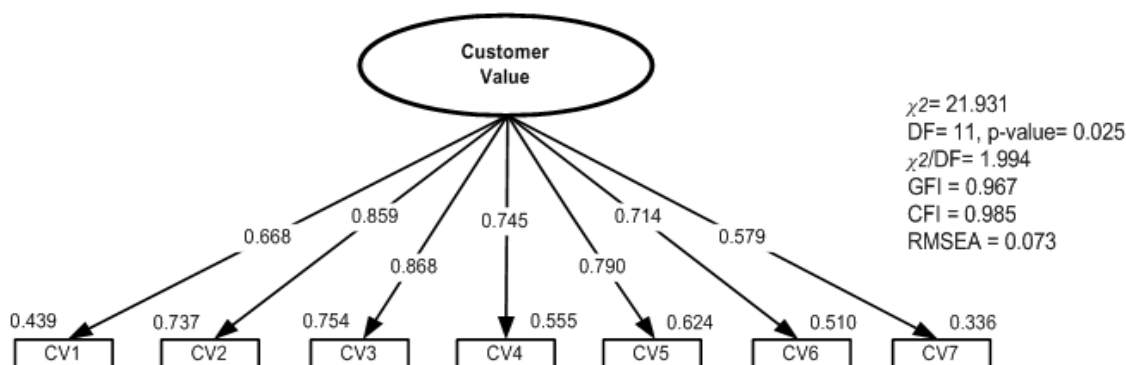 Customer
Value
χ2= 21.931
DF= 11, p-value= 0.025
χ2/DF= 1.994
GFI = 0.967
CFI = 0.985
RMSEA = 0.073
0.668
0.859
0.868
0.745
0.790
0.714
0.579
0.439
0.737
0.754
0.555
0.624
0.510
0.336
CV1
CV2
CV3
CV4
CV5
CV6
CV7